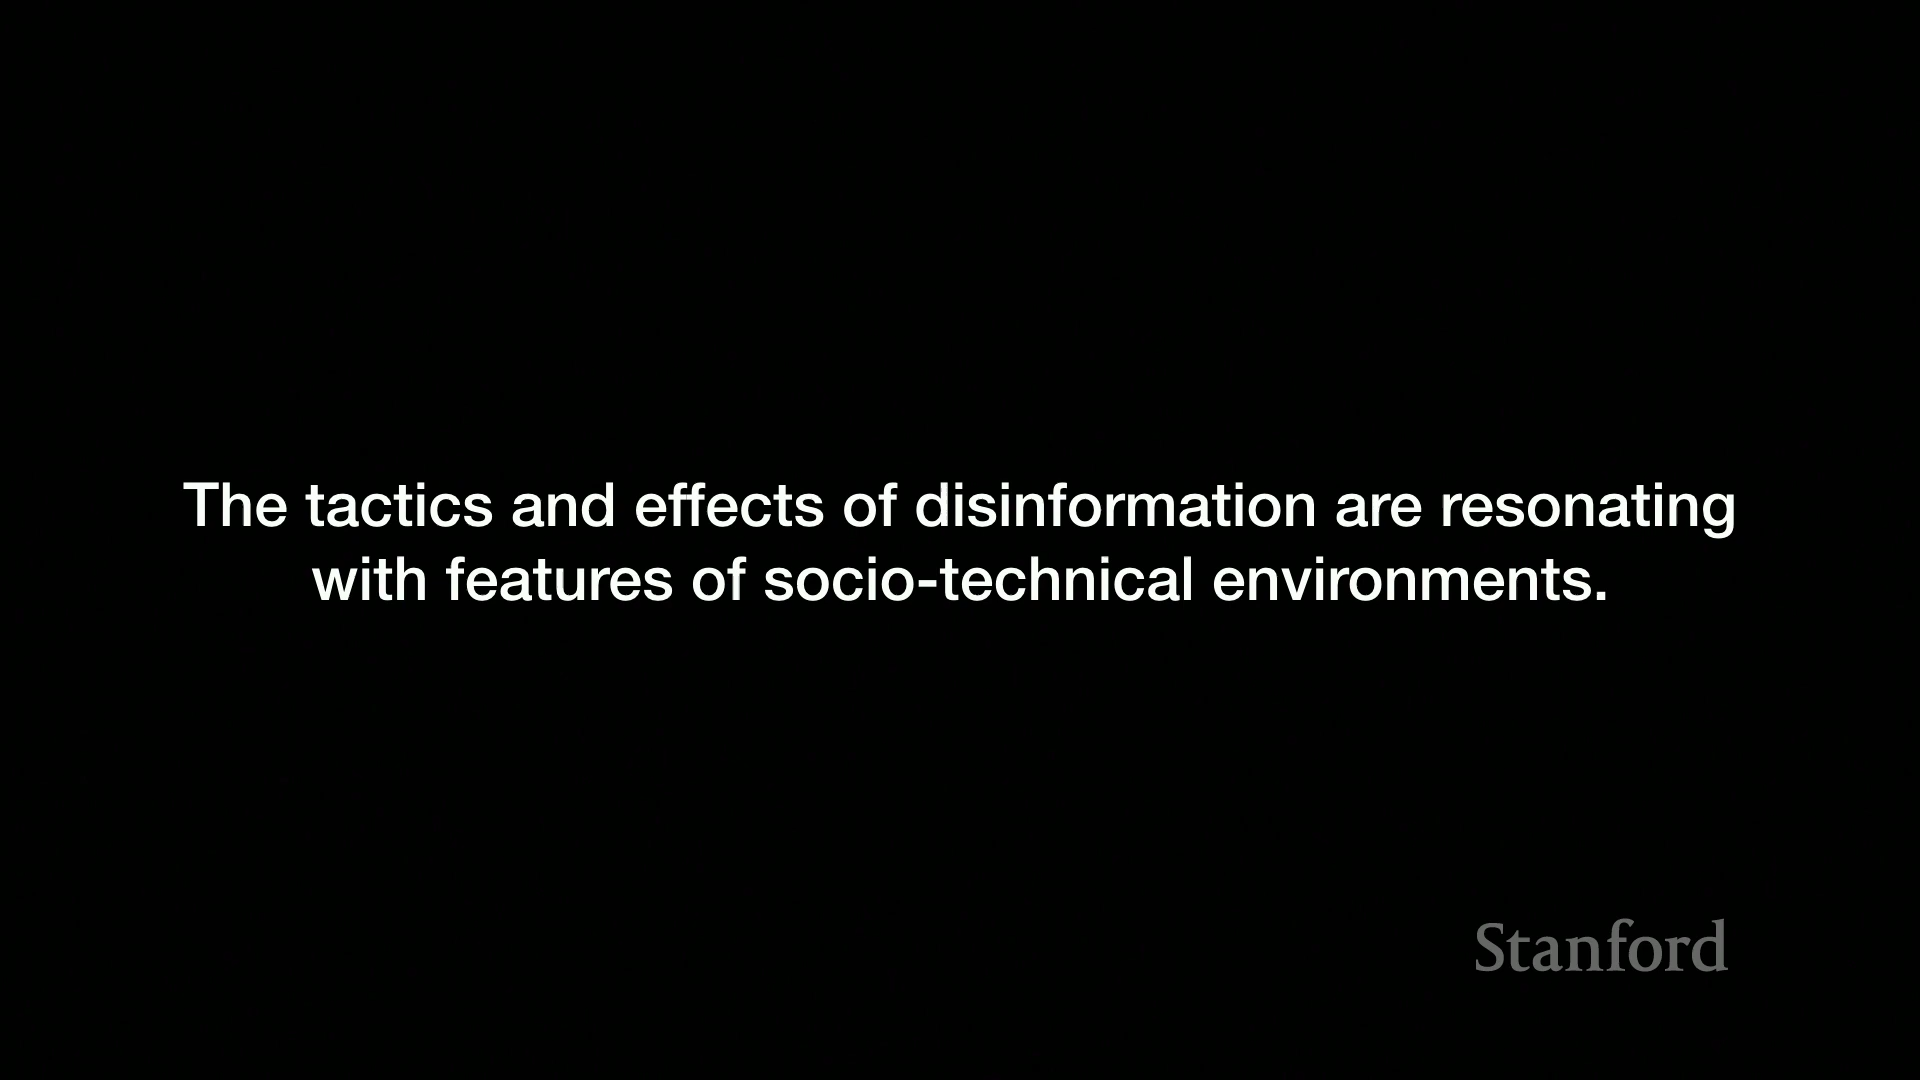 The tactics and effects of disinformation are resonating
with features of socio-technical environments.
Stanford